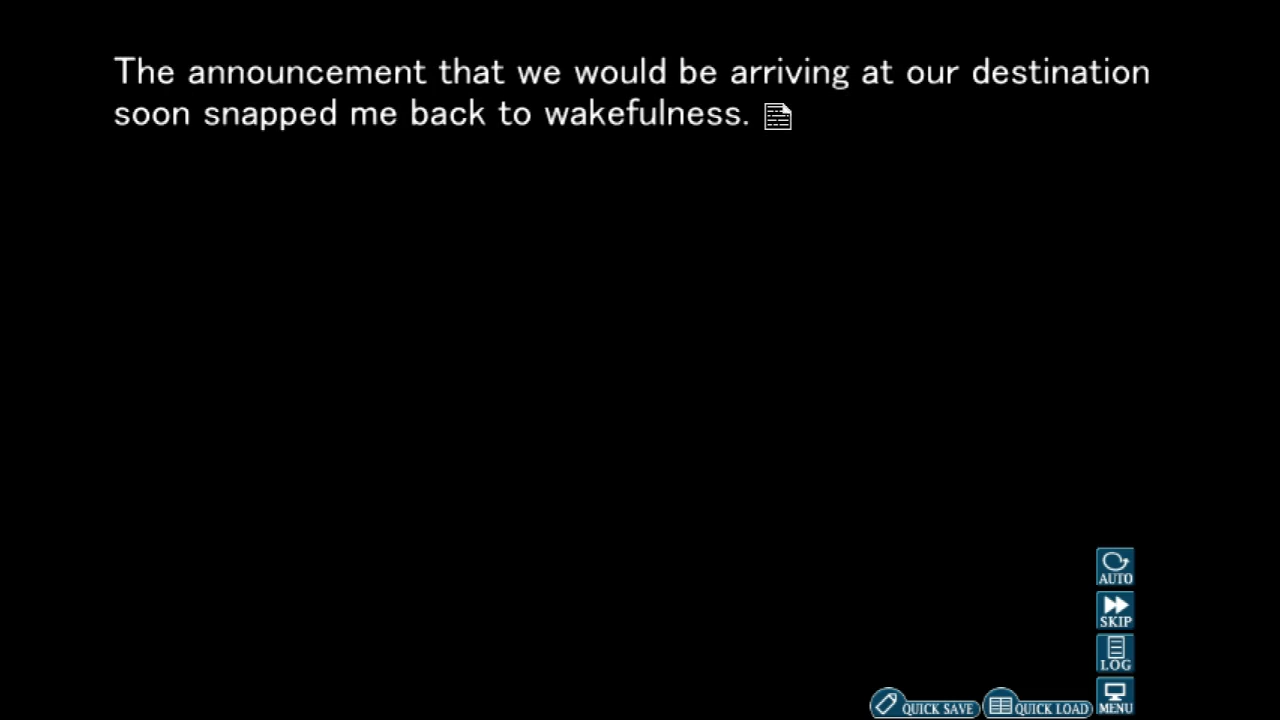 The announcement that we would be arriving at our destination
soon snapped me back to wakefulness.
AUTO
SKIP
LOG
MENU
QUICK SAVE
QUICK LOAD